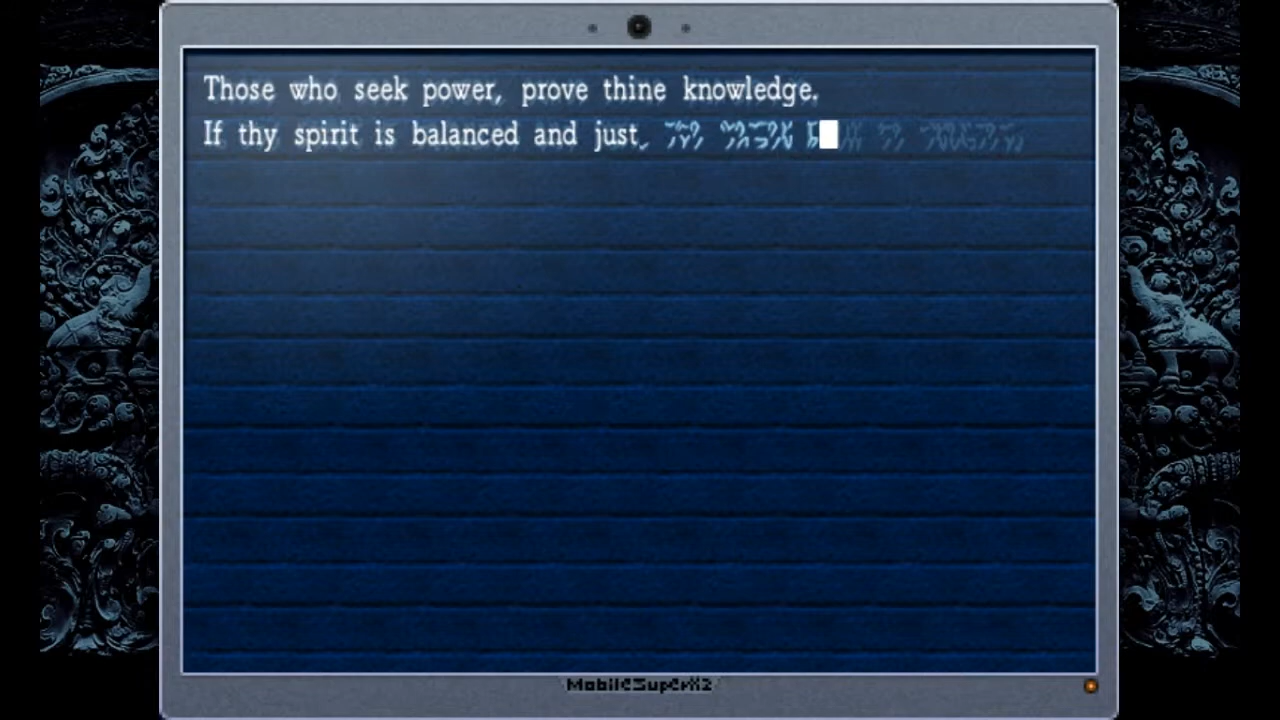 Those who seek power, prove thine knowledge.
If thy spirit is balanced and just,
MobileSuperX2